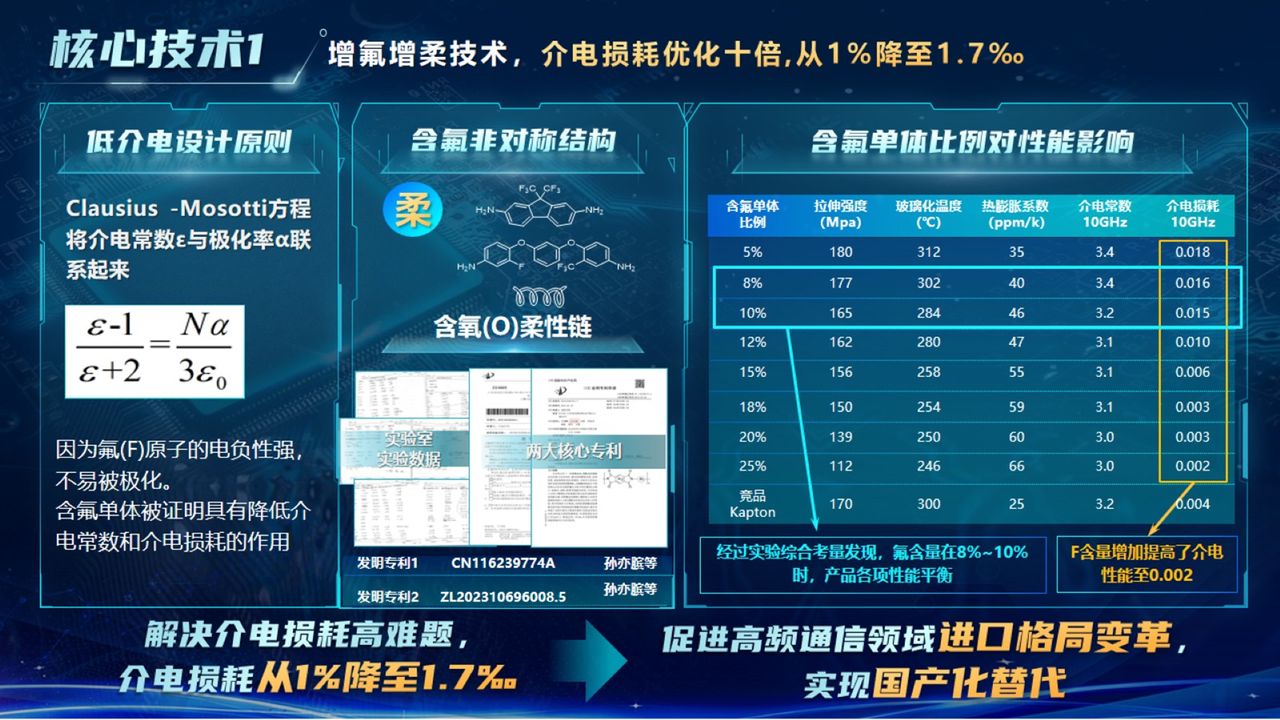 核心技术1
增氟增柔技术，介电损耗优化十倍,从1%降至1.7‰
低介电设计原则
Clausius -Mosotti方程
将介电常数ε与极化率α联
系起来
ε-1 / ε+2 = Nα / 3ε₀
因为氟(F)原子的电负性强，
不易被极化。
含氟单体被证明具有降低介
电常数和介电损耗的作用
含氟非对称结构
柔
F₃C CF₃
H₂N NH₂
O O
H₂N F F₃C NH₂
含氧(O)柔性链
实验室
实验数据
两大核心专利
发明专利1 CN116239774A 孙亦膑等
发明专利2 ZL202310696008.5 孙亦膑等
含氟单体比例对性能影响
含氮单体
比例 拉伸强度
(Mpa) 玻璃化温度
(℃) 热膨胀系数
(ppm/k) 介电常数
10GHz 介电损耗
10GHz
5% 180 312 35 3.4 0.018
8% 177 302 40 3.4 0.016
10% 165 284 46 3.2 0.015
12% 162 280 47 3.1 0.010
15% 156 258 55 3.1 0.006
18% 150 254 59 3.1 0.003
20% 139 250 60 3.0 0.003
25% 112 246 66 3.0 0.002
竞品
Kapton 170 300 25 3.2 0.004
经过实验综合考量发现，氟含量在8%~10%
时，产品各项性能平衡
F含量增加提高了介电
性能至0.002
解决介电损耗高难题，
介电损耗从1%降至1.7‰
促进高频通信领域进口格局变革，
实现国产化替代